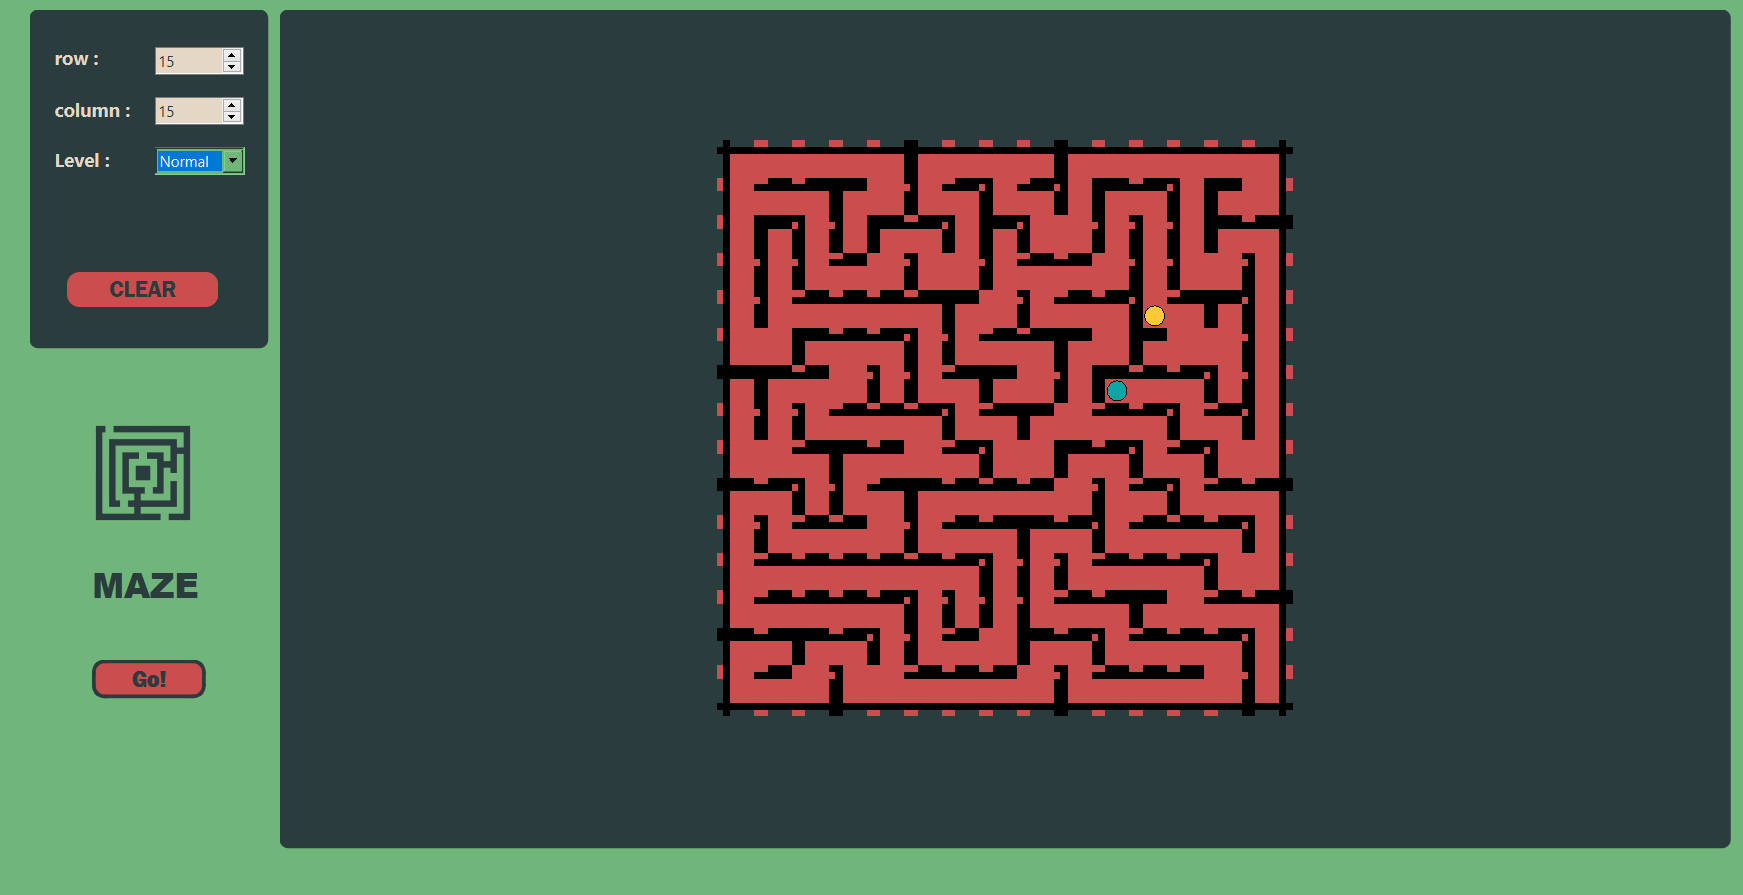 row :
15
column :
15
Level :
Normal
CLEAR
MAZE
Go!